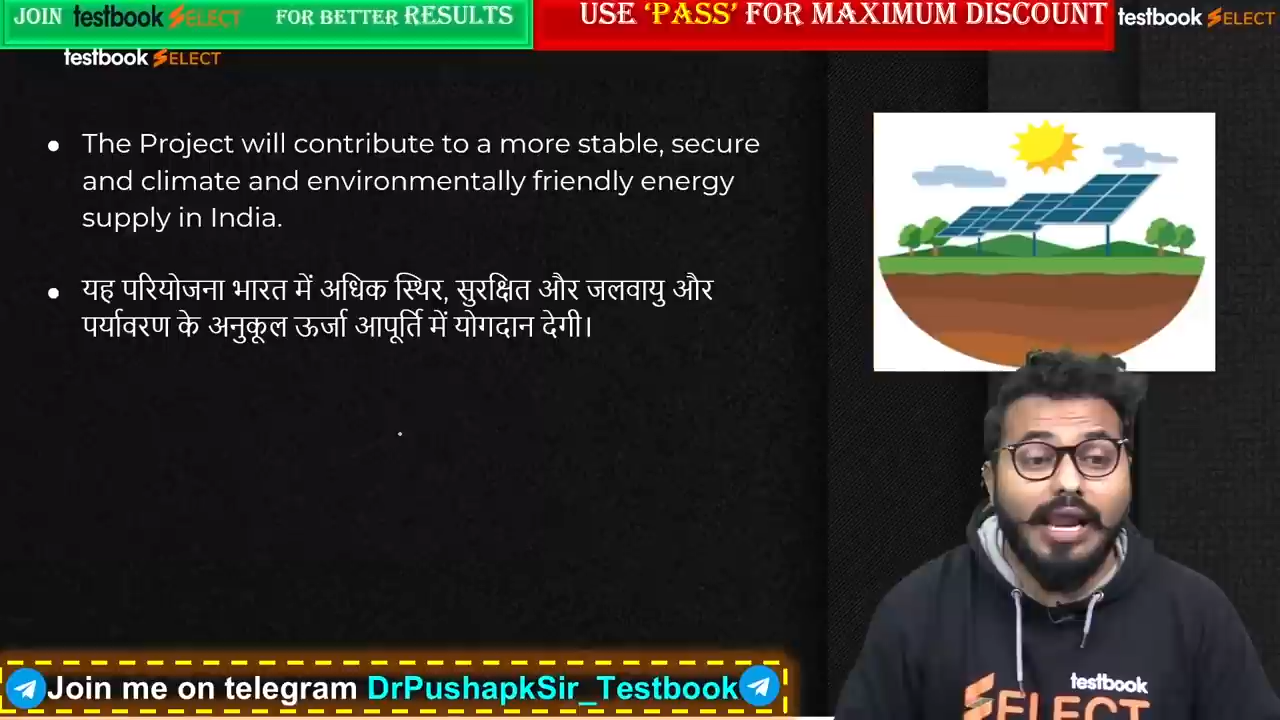 JOIN testbook SELECT FOR BETTER RESULTS
USE ‘PASS’ FOR MAXIMUM DISCOUNT testbook SELECT
testbook SELECT
The Project will contribute to a more stable, secure
and climate and environmentally friendly energy
supply in India.
यह परियोजना भारत में अधिक स्थिर, सुरक्षित और जलवायु और
पर्यावरण के अनुकूल ऊर्जा आपूर्ति में योगदान देगी।
testbook
SELECT
Join me on telegram DrPushapkSir_Testbook